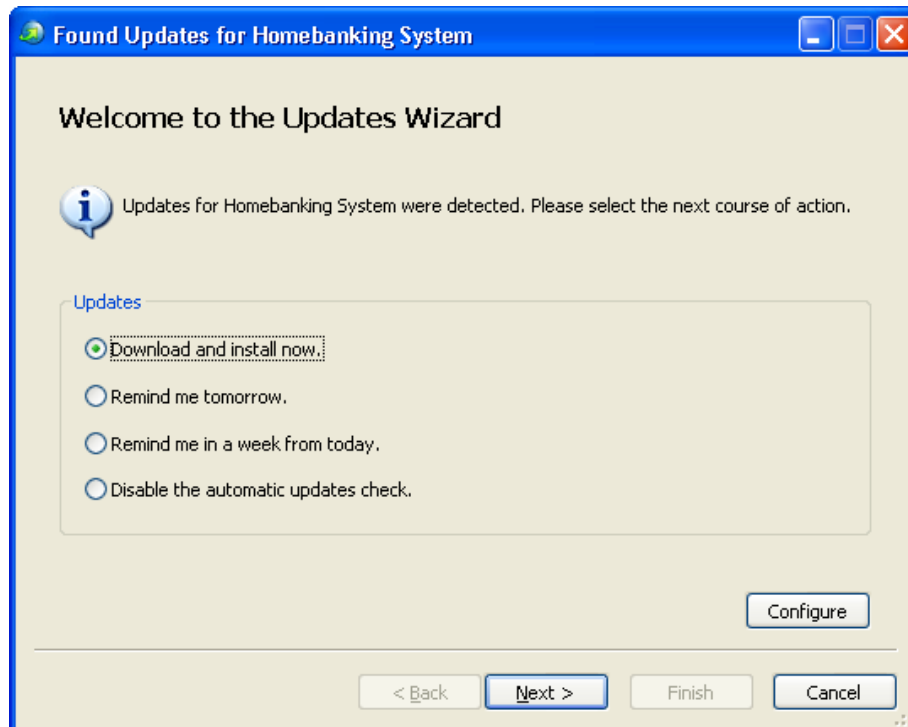 Found Updates for Homebanking System
Welcome to the Updates Wizard
Updates for Homebanking System were detected. Please select the next course of action.
Updates
Download and install now.
Remind me tomorrow.
Remind me in a week from today.
Disable the automatic updates check.
Configure
< Back Next > Finish Cancel